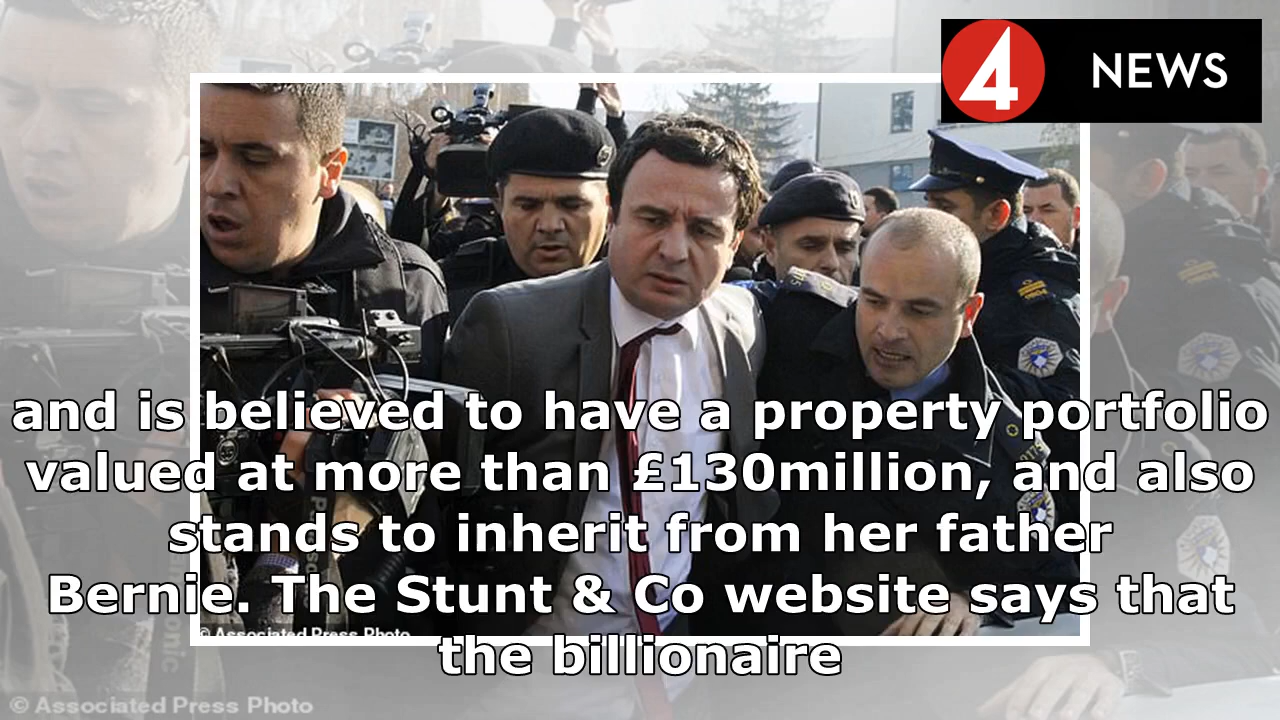 4 NEWS
and is believed to have a property portfolio
valued at more than £130million, and also
stands to inherit from her father
Bernie. The Stunt & Co website says that
the billionaire
© Associated Press Photo
© Associated Press Photo